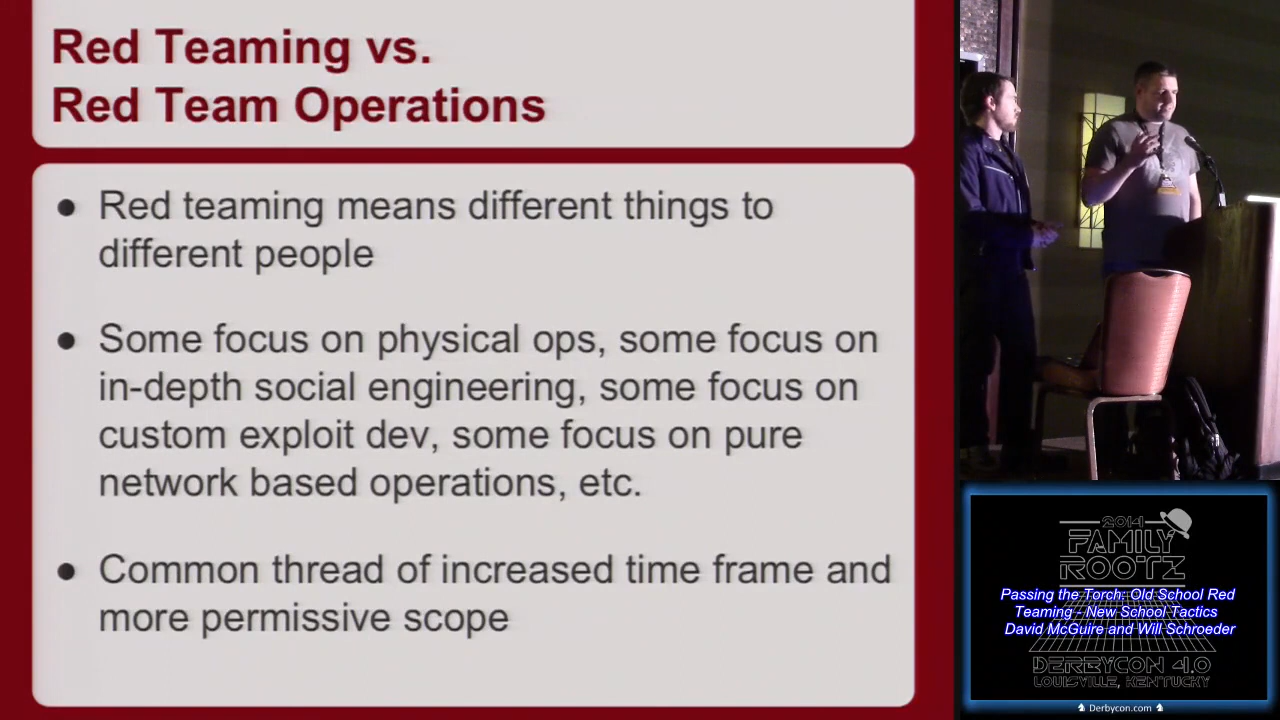 Red Teaming vs.
Red Team Operations
● Red teaming means different things to
different people
● Some focus on physical ops, some focus on
in-depth social engineering, some focus on
custom exploit dev, some focus on pure
network based operations, etc.
● Common thread of increased time frame and
more permissive scope
2014
FAMILY
ROOTZ
Passing the Torch: Old School Red
Teaming - New School Tactics
David McGuire and Will Schroeder
DERBYCON 4.0
LOUISVILLE, KENTUCKY
Derbycon.com